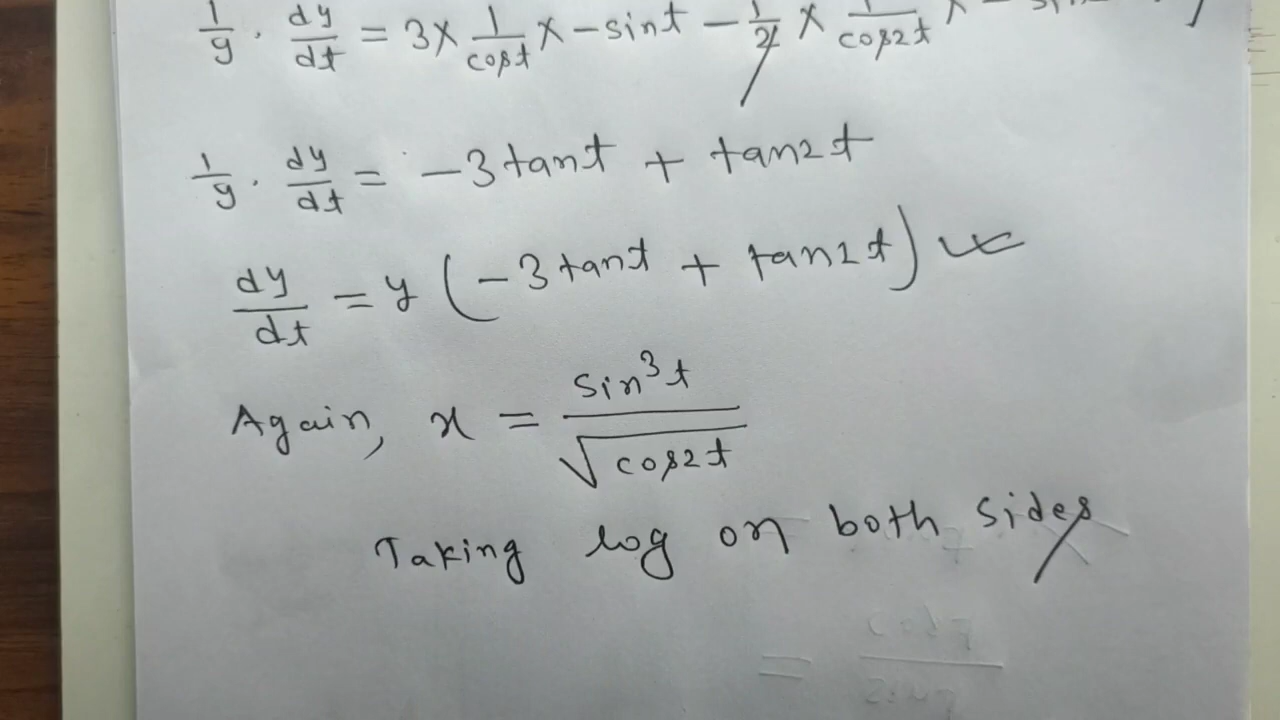 1/y . dy/dt = 3 × 1/cost × -sint - 1/2 × 1/cos2t ×
1/y . dy/dt = -3tant + tan2t
dy/dt = y (-3tant + tan2t)
Again, x = sin³t/√cos2t
Taking log on both sides